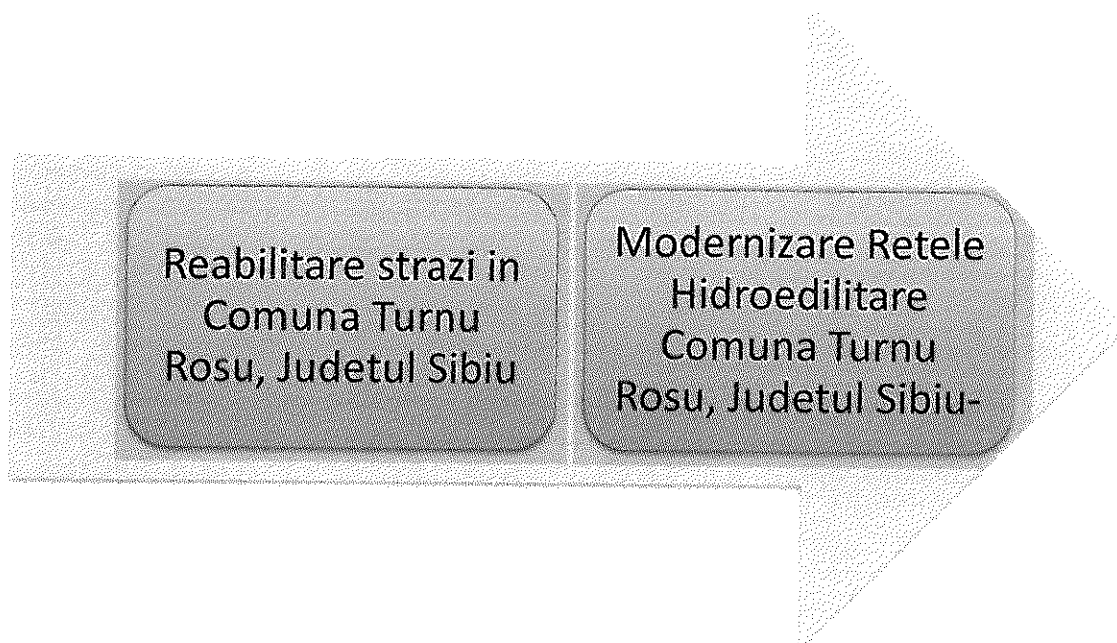 Reabilitare strazi in
Comuna Turnu
Rosu, Judetul Sibiu
Modernizare Retele
Hidroedilitare
Comuna Turnu
Rosu, Judetul Sibiu-